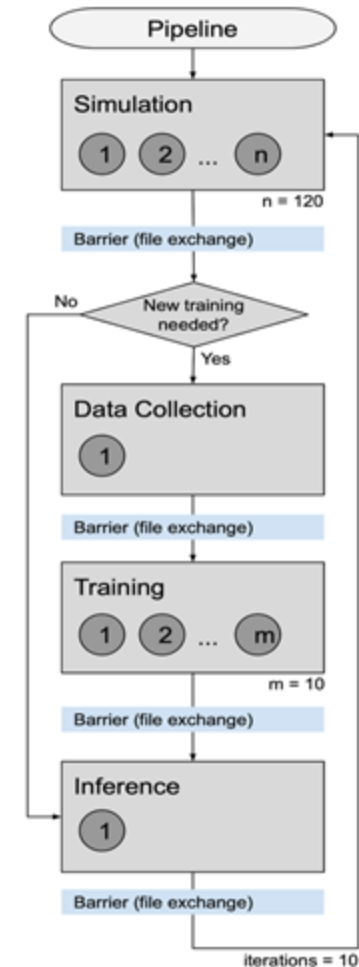 Pipeline
Simulation
1 2 ... n
n = 120
Barrier (file exchange)
No
New training
needed?
Yes
Data Collection
1
Barrier (file exchange)
Training
1 2 ... m
m = 10
Barrier (file exchange)
Inference
1
Barrier (file exchange)
iterations = 10